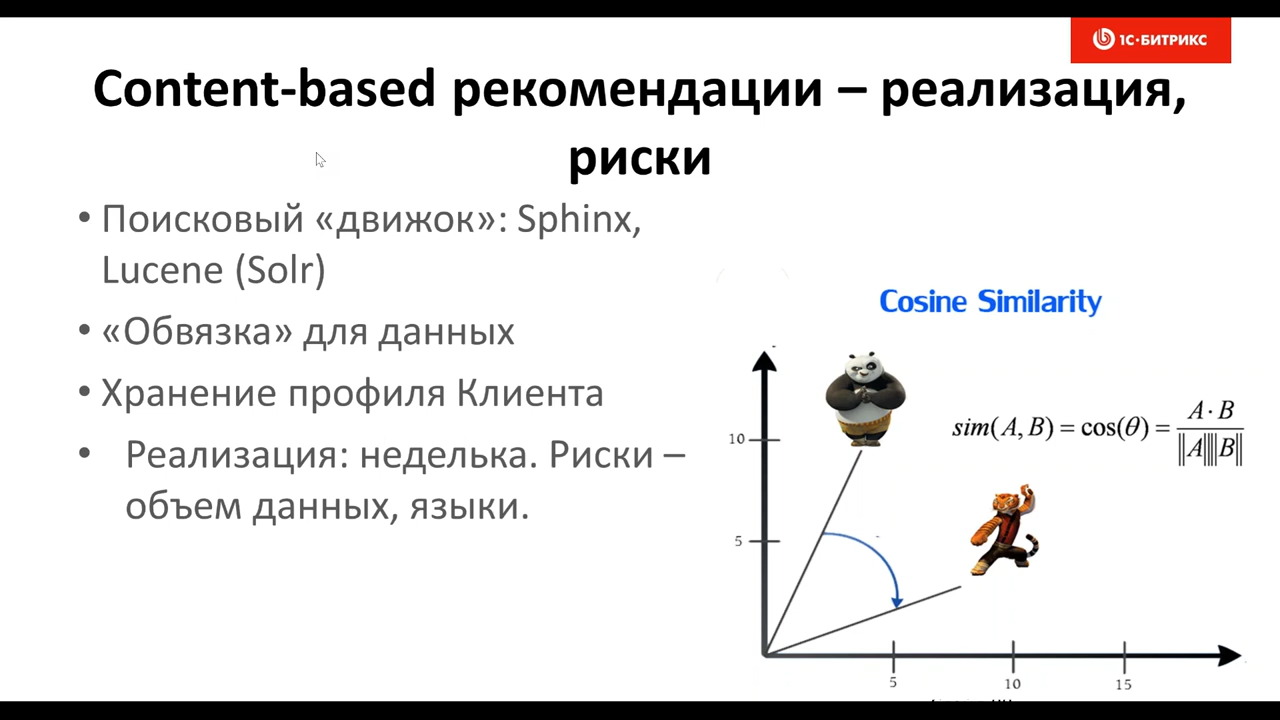 1С·БИТРИКС
Content-based рекомендации – реализация,
риски
• Поисковый «движок»: Sphinx,
Lucene (Solr)
• «Обвязка» для данных
• Хранение профиля Клиента
• Реализация: неделька. Риски –
объем данных, языки.
Cosine Similarity
sim(A, B) = cos(θ) = A · B
‖A‖‖B‖
10
5
5
10
15